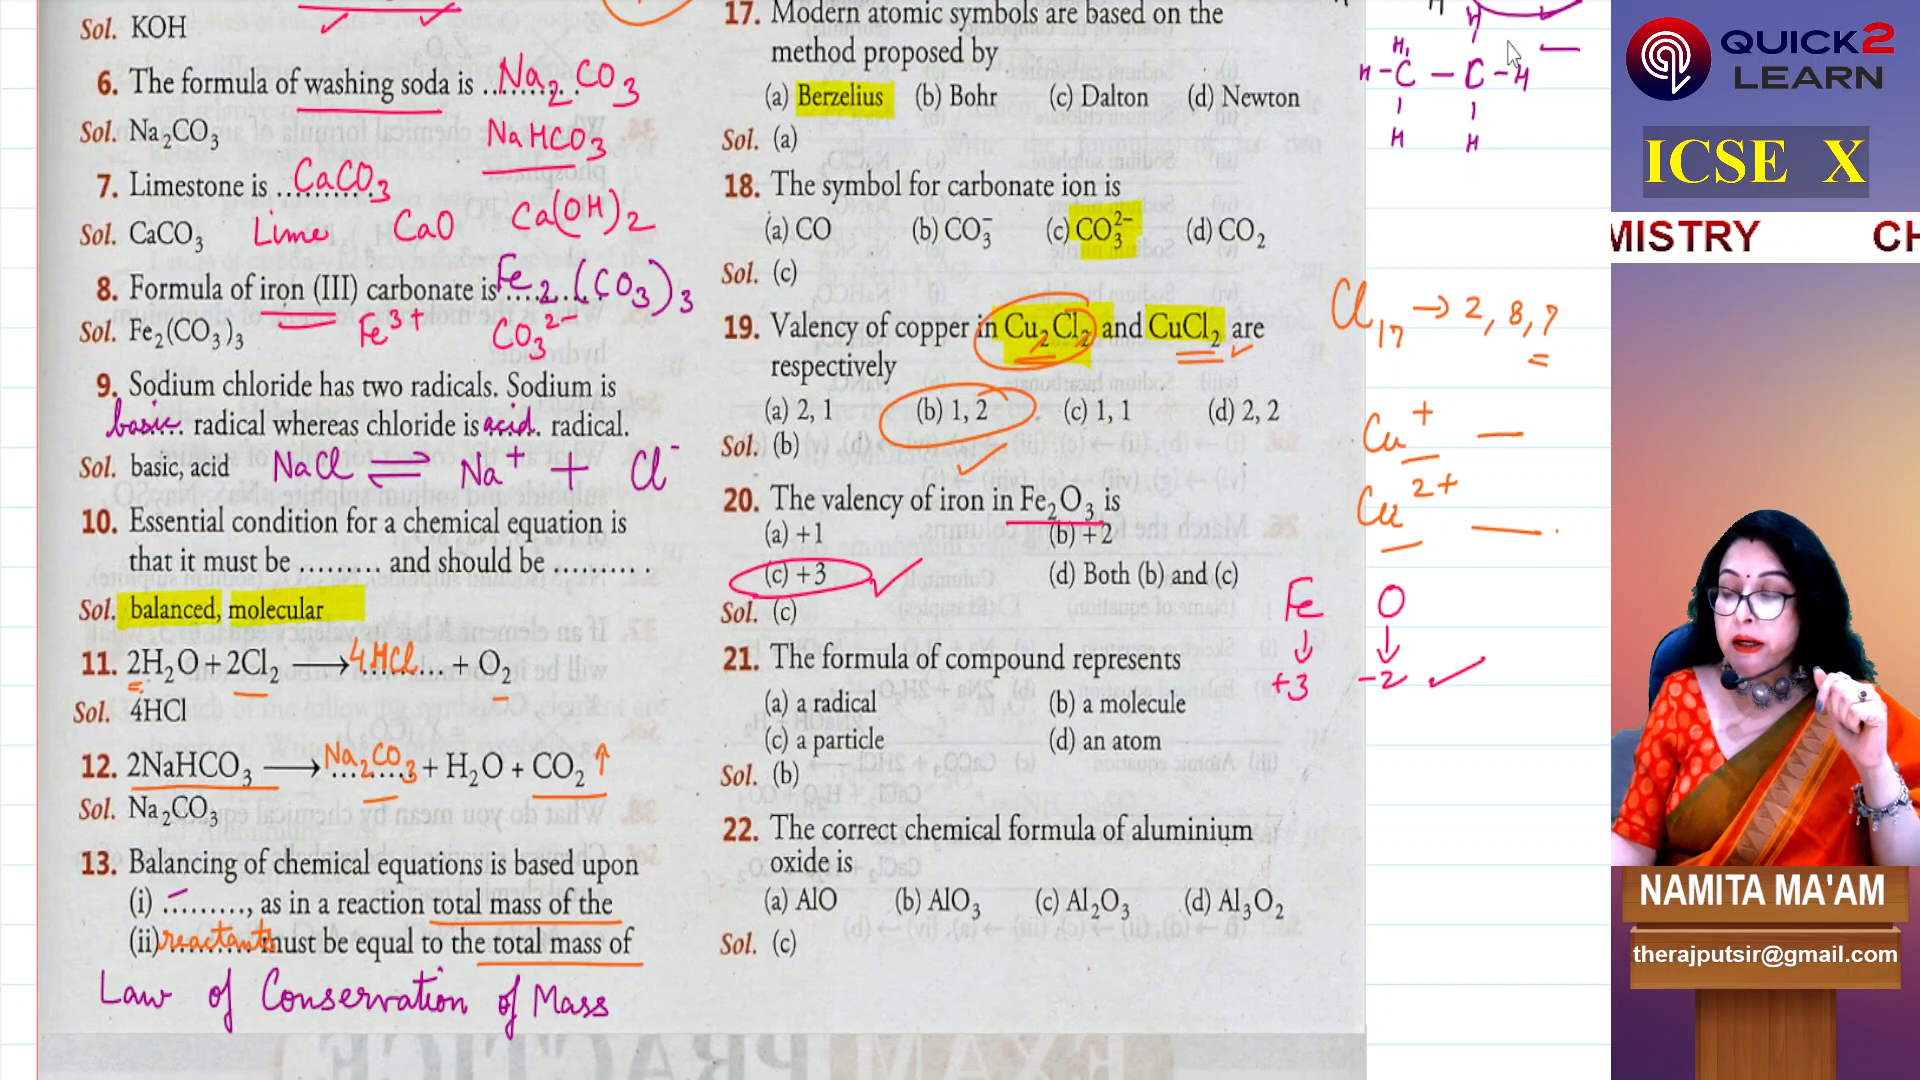 Sol. KOH
6. The formula of washing soda is .......... Na2CO3
Sol. Na₂CO₃
NaHCO3
7. Limestone is .......... CaCO3
Sol. CaCO₃ Lime CaO Ca(OH)2
8. Formula of iron (III) carbonate is .......... Fe2(CO3)3
Sol. Fe₂(CO₃)₃ Fe3+ CO3 2-
9. Sodium chloride has two radicals. Sodium is
basic radical whereas chloride is acid radical.
Sol. basic, acid NaCl ⇌ Na+ + Cl-
10. Essential condition for a chemical equation is
that it must be ......... and should be ......... .
Sol. balanced, molecular
11. 2H₂O + 2Cl₂ ⟶ 4HCl + O₂
Sol. 4HCl
12. 2NaHCO₃ ⟶ Na2CO3 + H₂O + CO₂ ↑
Sol. Na₂CO₃
13. Balancing of chemical equations is based upon
(i) .........., as in a reaction total mass of the
(ii) reactants must be equal to the total mass of
Law of Conservation of Mass
17. Modern atomic symbols are based on the
method proposed by
(a) Berzelius (b) Bohr (c) Dalton (d) Newton
Sol. (a)
18. The symbol for carbonate ion is
(a) CO (b) CO₃⁻ (c) CO₃²⁻ (d) CO₂
Sol. (c)
19. Valency of copper in Cu₂Cl₂ and CuCl₂ are
respectively
(a) 2, 1 (b) 1, 2 (c) 1, 1 (d) 2, 2
Sol. (b)
20. The valency of iron in Fe₂O₃ is
(a) +1 (b) +2
(c) +3 (d) Both (b) and (c)
Sol. (c)
21. The formula of compound represents
(a) a radical (b) a molecule
(c) a particle (d) an atom
Sol. (b)
22. The correct chemical formula of aluminium
oxide is
(a) AlO (b) AlO₃ (c) Al₂O₃ (d) Al₃O₂
Sol. (c)
H H
H - C — C - H
H H
Cl17 → 2, 8, 7
Cu+
Cu2+
Fe O
+3 -2
QUICK2
LEARN
ICSE X
MISTRY CH
NAMITA MA'AM
therajputsir@gmail.com